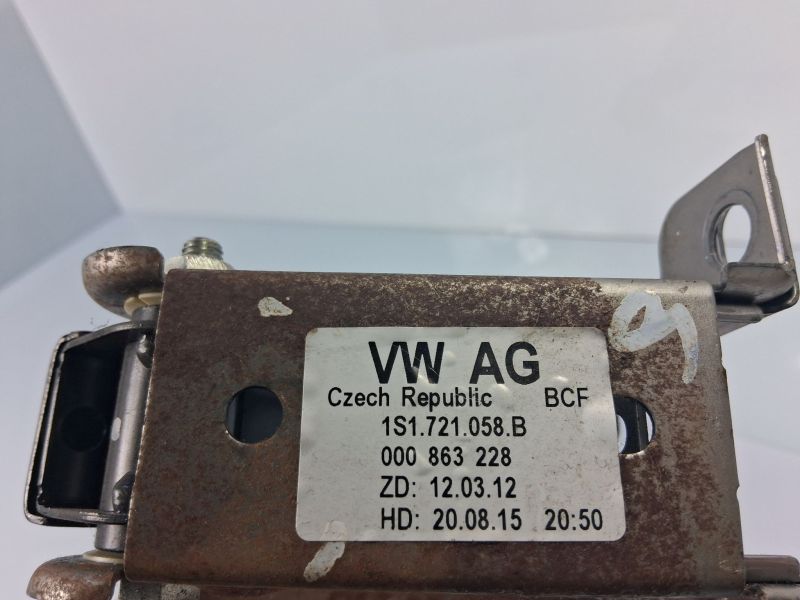 VW AG
Czech Republic BCF
1S1.721.058.B
000 863 228
ZD: 12.03.12
HD: 20.08.15 20:50
9